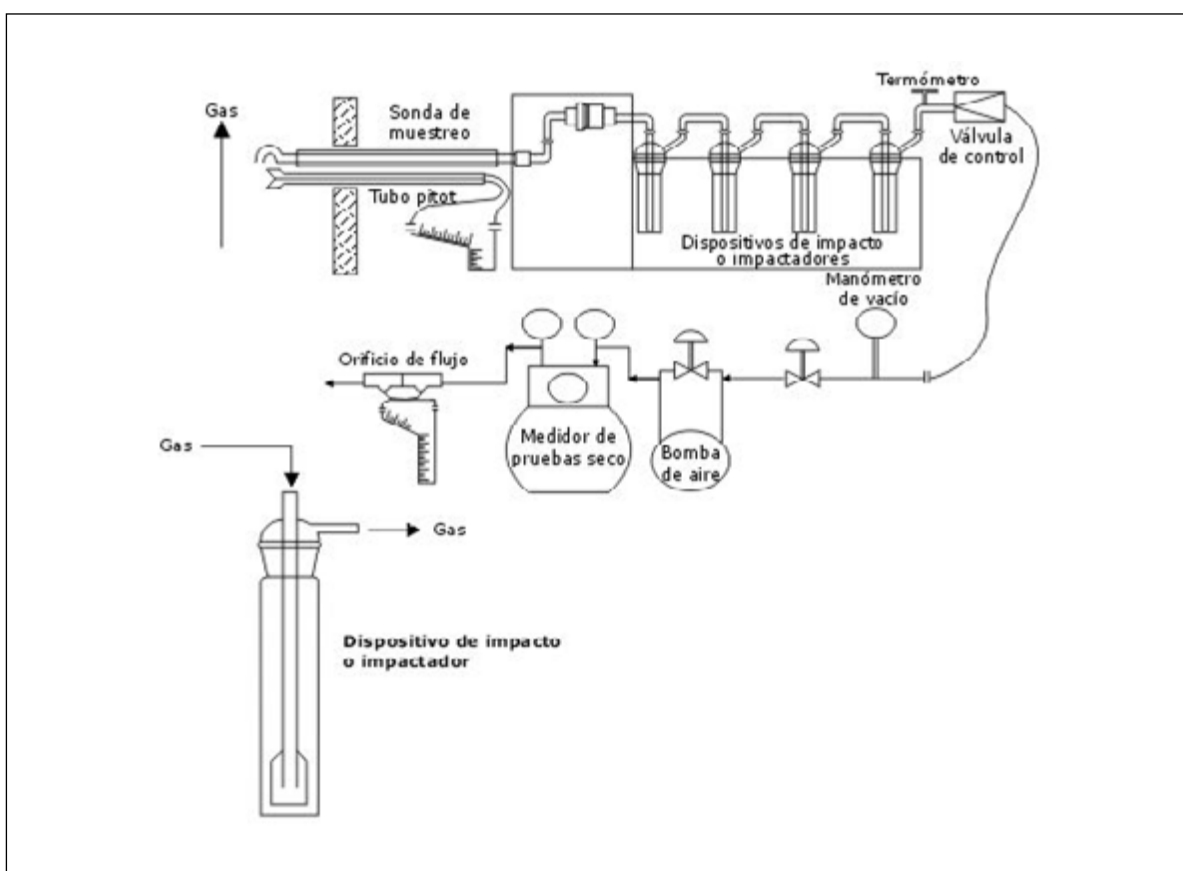 Gas
Sonda de
muestreo
Tubo pitot
Termómetro
Válvula
de control
Dispositivos de impacto
o impactadores
Manómetro
de vacío
Orificio de flujo
Medidor de
pruebas seco
Bomba
de aire
Gas
Gas
Dispositivo de impacto
o impactador